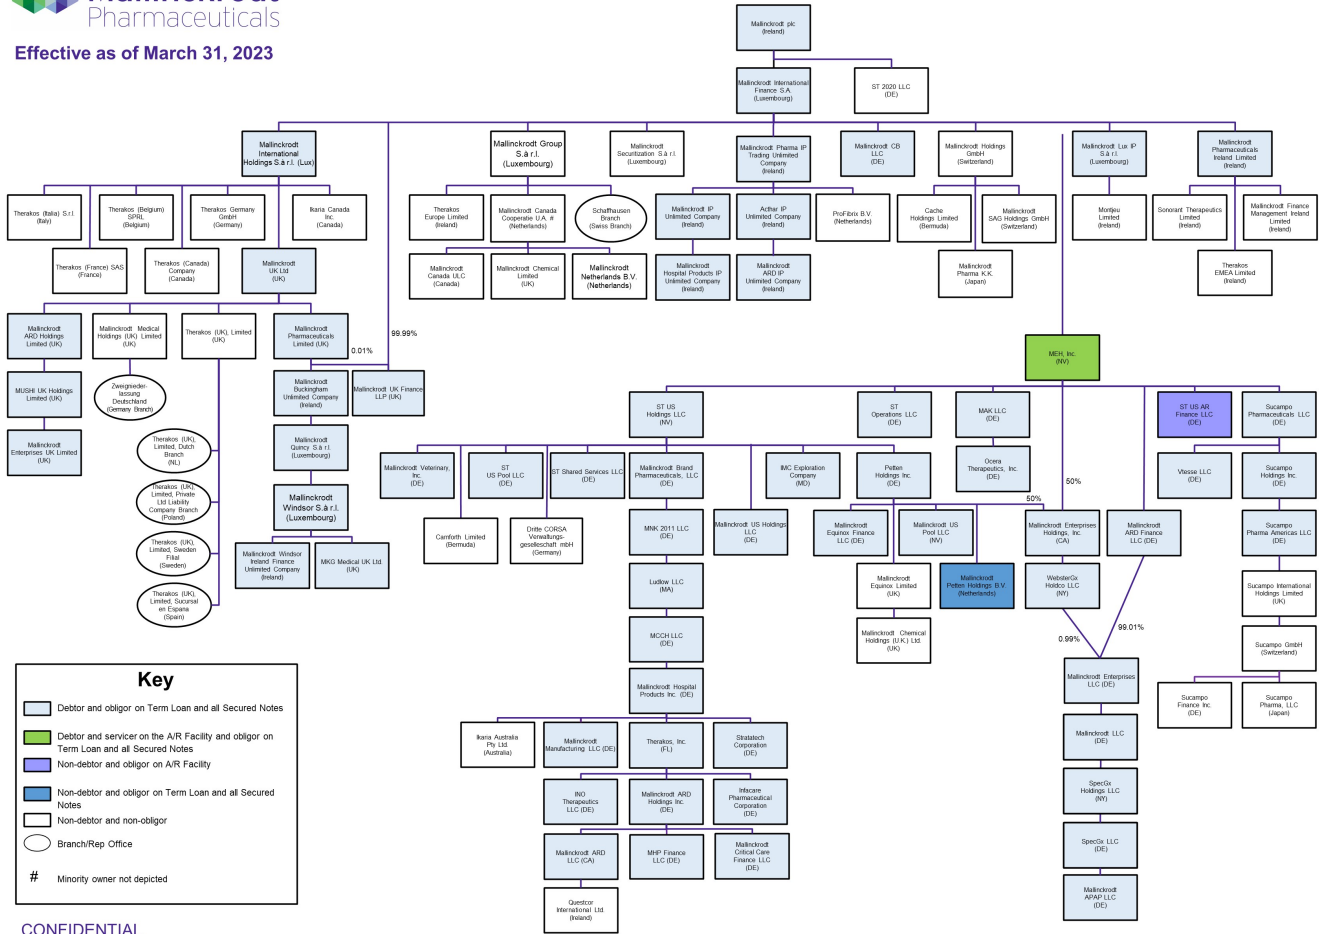 Pharmaceuticals
Effective as of March 31, 2023
Mallinckrodt plc
(Ireland)
Mallinckrodt International
Finance S.A.
(Luxembourg)
ST 2020 LLC
(DE)
Mallinckrodt
International
Holdings S.à r.l. (Lux)
Mallinckrodt Group
S.à r.l.
(Luxembourg)
Mallinckrodt
Securitization S.à r.l.
(Luxembourg)
Mallinckrodt Pharma IP
Trading Unlimited
Company
(Ireland)
Mallinckrodt CB
LLC
(DE)
Mallinckrodt Holdings
GmbH
(Switzerland)
Mallinckrodt Lux IP
S.à r.l.
(Luxembourg)
Mallinckrodt
Pharmaceuticals
Ireland Limited
(Ireland)
Therakos (Italia) S.r.l.
(Italy)
Therakos (Belgium)
SPRL
(Belgium)
Therakos Germany
GmbH
(Germany)
Ikaria Canada
Inc.
(Canada)
Therakos
Europe Limited
(Ireland)
Mallinckrodt Canada
Cooperatie U.A. #
(Netherlands)
Schaffhausen
Branch
(Swiss Branch)
Mallinckrodt IP
Unlimited Company
(Ireland)
Acthar IP
Unlimited Company
(Ireland)
ProFibrix B.V.
(Netherlands)
Cache
Holdings Limited
(Bermuda)
Mallinckrodt
SAG Holdings GmbH
(Switzerland)
Montjeu
Limited
(Ireland)
Sonorant Therapeutics
Limited
(Ireland)
Mallinckrodt Finance
Management Ireland
Limited
(Ireland)
Therakos (France) SAS
(France)
Therakos (Canada)
Company
(Canada)
Mallinckrodt
UK Ltd
(UK)
Mallinckrodt
Canada ULC
(Canada)
Mallinckrodt Chemical
Limited
(UK)
Mallinckrodt
Netherlands B.V.
(Netherlands)
Mallinckrodt
Hospital Products IP
Unlimited Company
(Ireland)
Mallinckrodt
ARD IP
Unlimited Company
(Ireland)
Mallinckrodt
Pharma K.K.
(Japan)
Therakos
EMEA Limited
(Ireland)
Mallinckrodt
ARD Holdings
Limited (UK)
Mallinckrodt Medical
Holdings (UK) Limited
(UK)
Therakos (UK), Limited
(UK)
Mallinckrodt
Pharmaceuticals
Limited (UK)
99.99%
0.01%
MEH, Inc.
(NV)
MUSHI UK Holdings
Limited (UK)
Zweignieder-
lassung
Deutschland
(Germany Branch)
Mallinckrodt
Buckingham
Unlimited Company
(Ireland)
Mallinckrodt UK Finance
LLP (UK)
ST US
Holdings LLC
(NV)
ST
Operations LLC
(DE)
MAK LLC
(DE)
ST US AR
Finance LLC
(DE)
Sucampo
Pharmaceuticals LLC
(DE)
Mallinckrodt
Enterprises UK Limited
(UK)
Therakos (UK),
Limited, Dutch
Branch
(NL)
Mallinckrodt
Quincy S.à r.l.
(Luxembourg)
Mallinckrodt Veterinary,
Inc.
(DE)
ST
US Pool LLC
(DE)
ST Shared Services LLC
(DE)
Mallinckrodt Brand
Pharmaceuticals, LLC
(DE)
IMC Exploration
Company
(MD)
Petten
Holdings Inc.
(DE)
Ocera
Therapeutics, Inc.
(DE)
Vtesse LLC
(DE)
Sucampo
Holdings Inc.
(DE)
50%
50%
Therakos (UK),
Limited, Private
Ltd Liability
Company Branch
(Poland)
Mallinckrodt
Windsor S.à r.l.
(Luxembourg)
Carnforth Limited
(Bermuda)
Dritte CORSA
Verwaltungs-
gesellschaft mbH
(Germany)
MNK 2011 LLC
(DE)
Mallinckrodt US Holdings
LLC
(DE)
Mallinckrodt
Equinox Finance
LLC (DE)
Mallinckrodt US
Pool LLC
(NV)
Mallinckrodt Enterprises
Holdings, Inc.
(CA)
Mallinckrodt
ARD Finance
LLC (DE)
Sucampo
Pharma Americas LLC
(DE)
Therakos (UK),
Limited, Sweden
Filial
(Sweden)
Mallinckrodt Windsor
Ireland Finance
Unlimited Company
(Ireland)
MKG Medical UK Ltd.
(UK)
Ludlow LLC
(MA)
Mallinckrodt
Equinox Limited
(UK)
Mallinckrodt
Petten Holdings B.V.
(Netherlands)
WebsterGx
Holdco LLC
(NY)
Sucampo International
Holdings Limited
(UK)
Therakos (UK),
Limited, Sucursal
en Espana
(Spain)
MCCH LLC
(DE)
Mallinckrodt Chemical
Holdings (U.K.) Ltd.
(UK)
0.99%
99.01%
Sucampo GmbH
(Switzerland)
Mallinckrodt Hospital
Products Inc. (DE)
Mallinckrodt Enterprises
LLC (DE)
Sucampo
Finance Inc.
(DE)
Sucampo
Pharma, LLC
(Japan)
Ikaria Australia
Pty Ltd.
(Australia)
Mallinckrodt
Manufacturing LLC (DE)
Therakos, Inc.
(FL)
Stratatech
Corporation
(DE)
Mallinckrodt LLC
(DE)
INO
Therapeutics
LLC (DE)
Mallinckrodt ARD
Holdings Inc.
(DE)
Infacare
Pharmaceutical
Corporation
(DE)
SpecGx
Holdings LLC
(NY)
Mallinckrodt ARD
LLC (CA)
MHP Finance
LLC (DE)
Mallinckrodt
Critical Care
Finance LLC
(DE)
SpecGx LLC
(DE)
Questcor
International Ltd.
(Ireland)
Mallinckrodt
APAP LLC
(DE)
Key
Debtor and obligor on Term Loan and all Secured Notes
Debtor and servicer on the A/R Facility and obligor on
Term Loan and all Secured Notes
Non-debtor and obligor on A/R Facility
Non-debtor and obligor on Term Loan and all Secured
Notes
Non-debtor and non-obligor
Branch/Rep Office
# Minority owner not depicted
CONFIDENTIAL